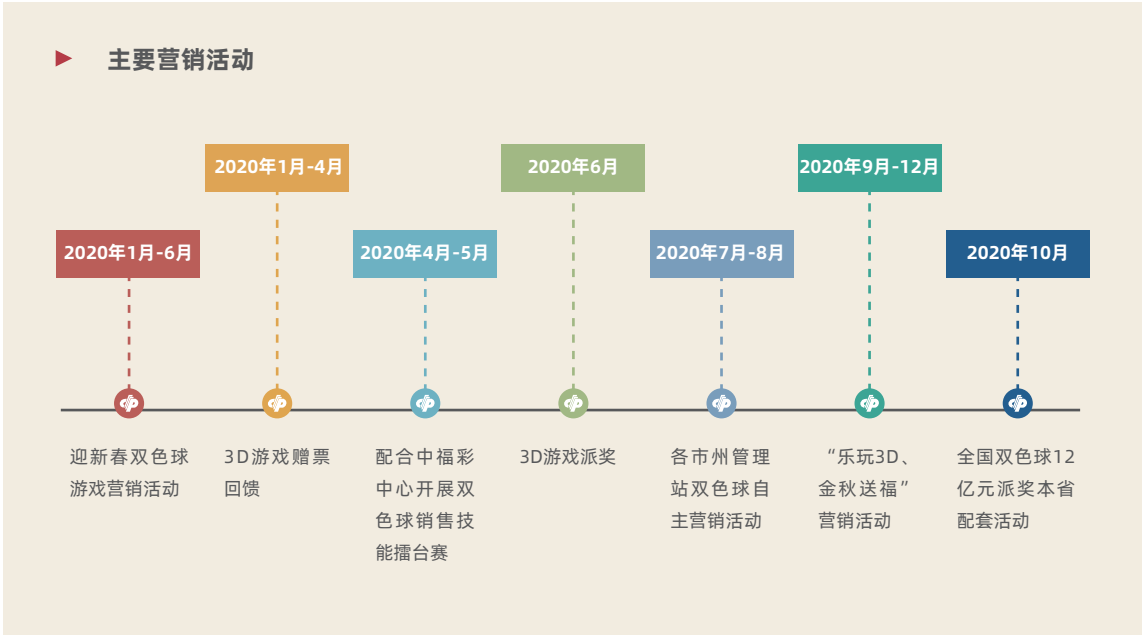 主要营销活动
2020年1月-4月
2020年6月
2020年9月-12月
2020年1月-6月
2020年4月-5月
2020年7月-8月
2020年10月
迎新春双色球
游戏营销活动
3D游戏赠票
回馈
配合中福彩
中心开展双
色球销售技
能擂台赛
3D游戏派奖
各市州管理
站双色球自
主营销活动
“乐玩3D、
金秋送福”
营销活动
全国双色球12
亿元派奖本省
配套活动